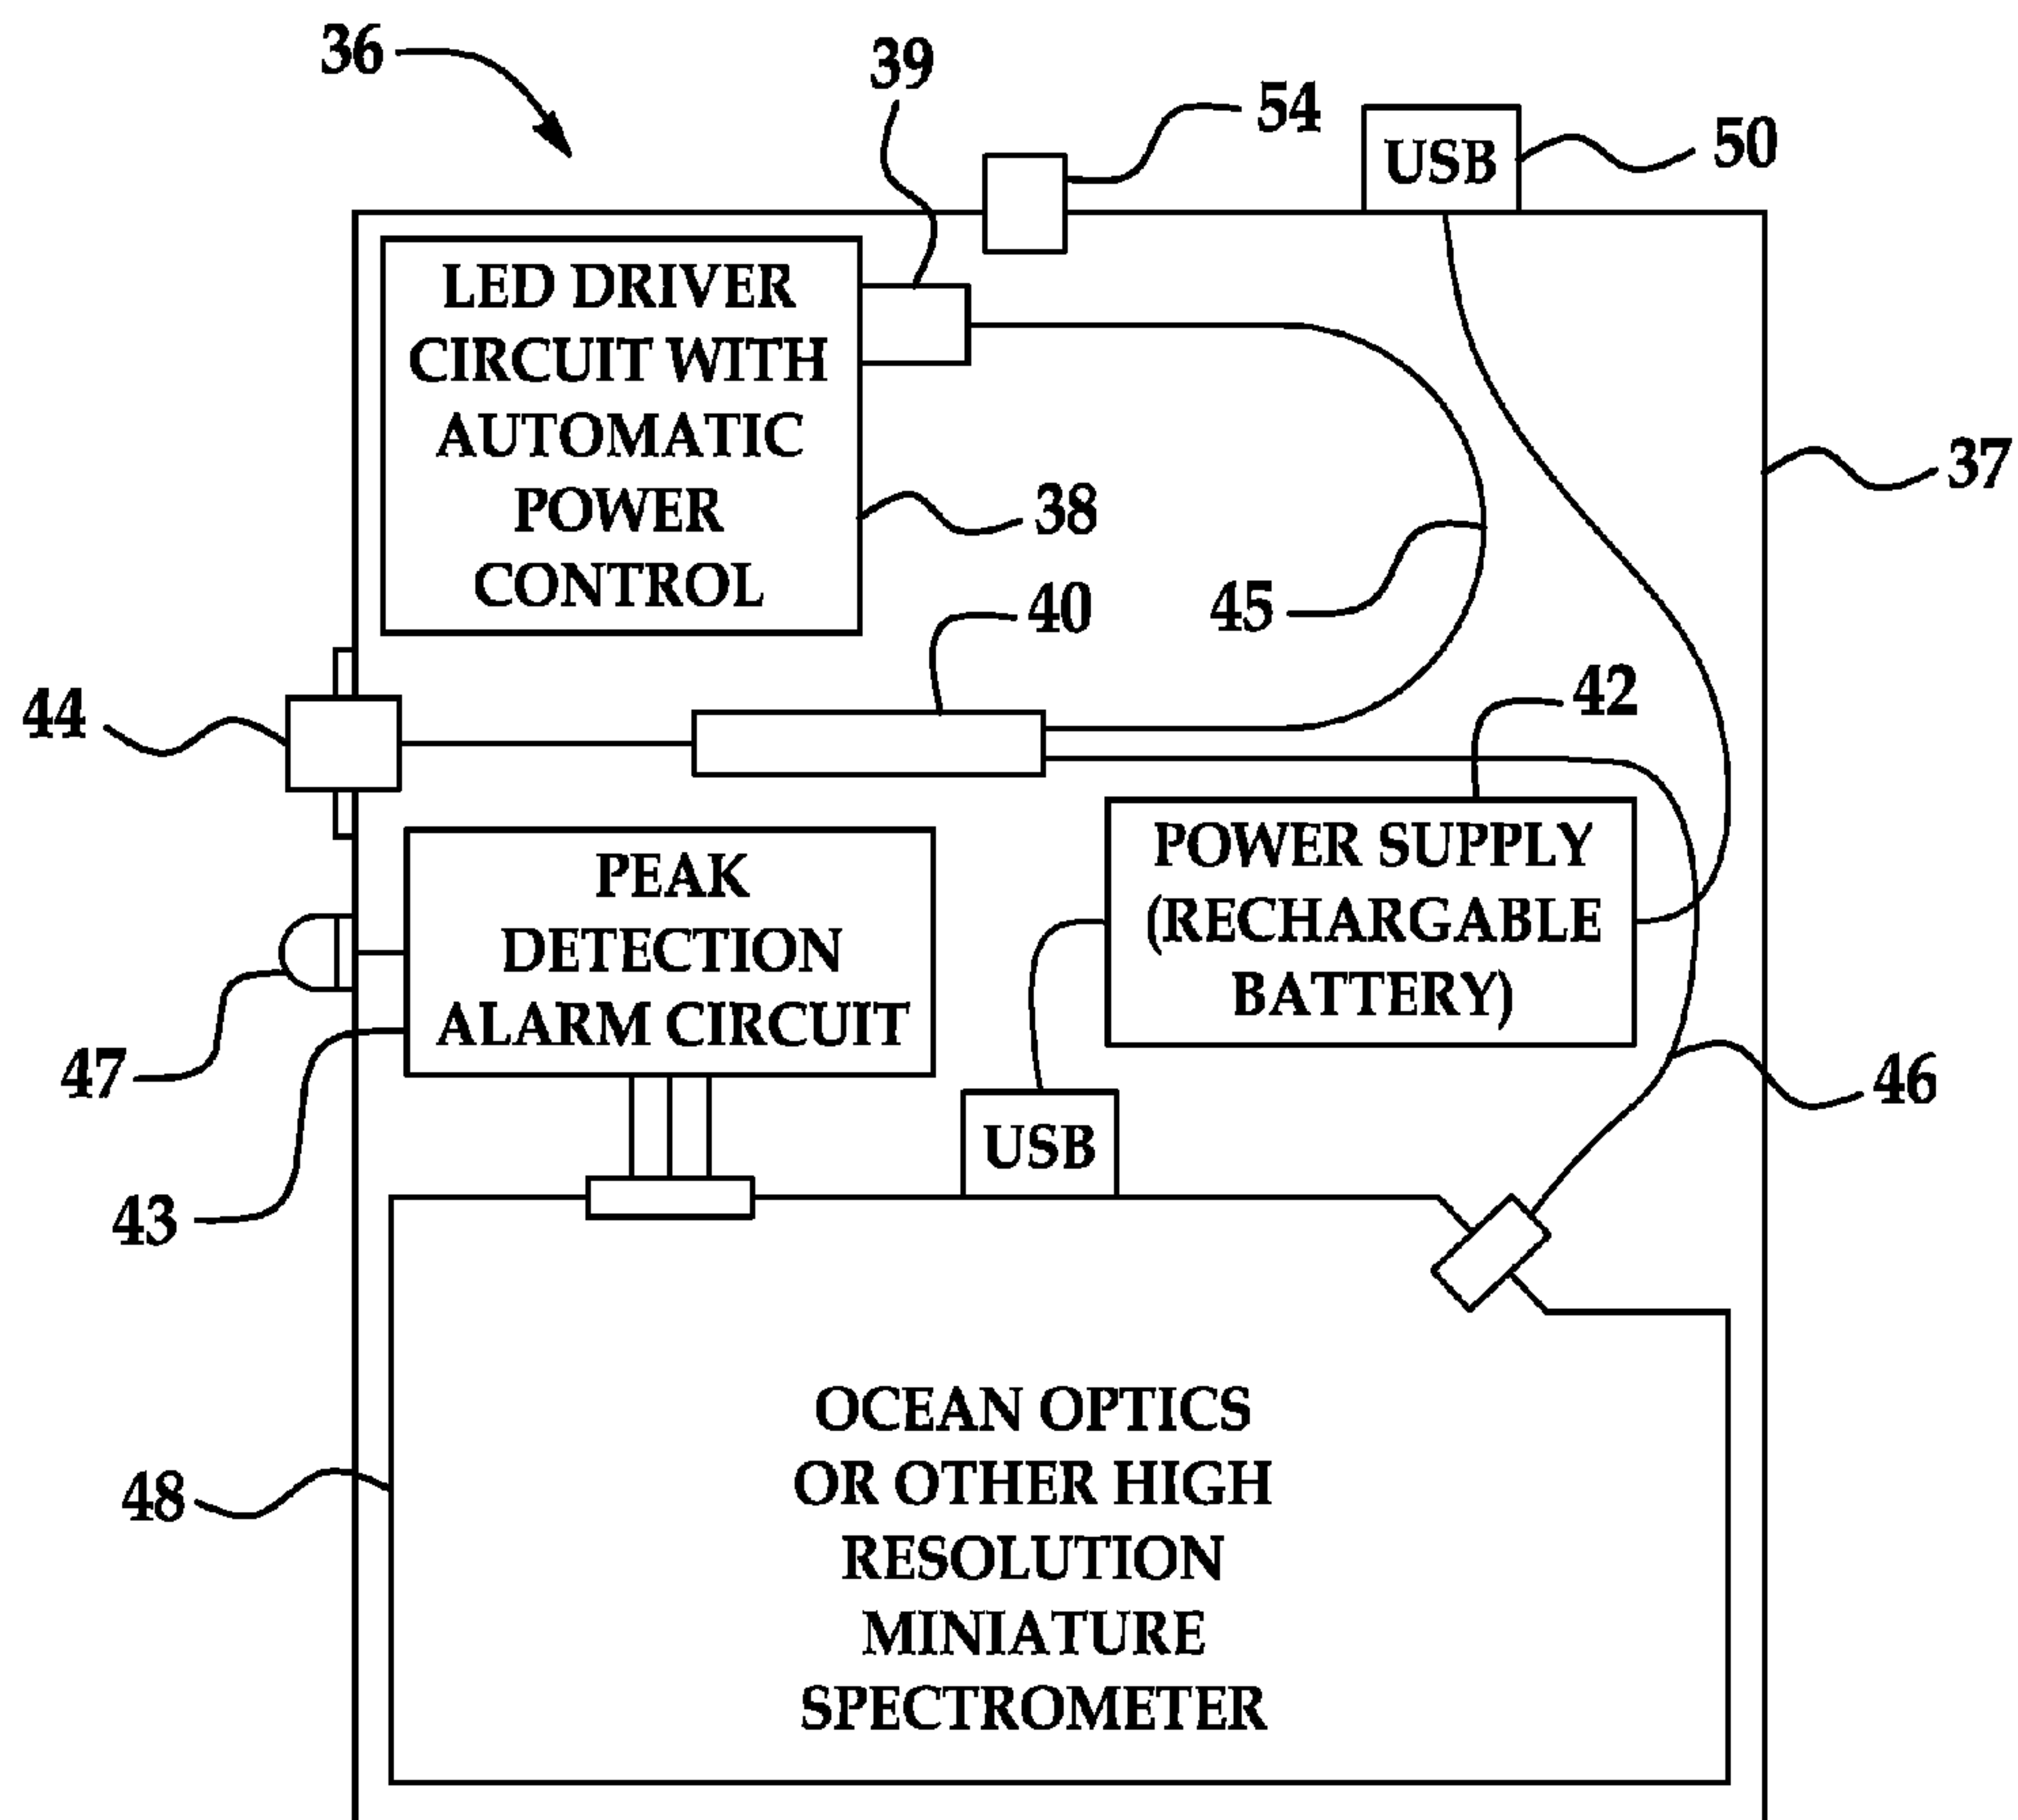 36
39
54
USB
50
LED DRIVER
CIRCUIT WITH
AUTOMATIC
POWER
CONTROL
37
38
40
45
42
44
POWER SUPPLY
(RECHARGABLE
BATTERY)
PEAK
DETECTION
ALARM CIRCUIT
47
46
USB
43
48
OCEAN OPTICS
OR OTHER HIGH
RESOLUTION
MINIATURE
SPECTROMETER